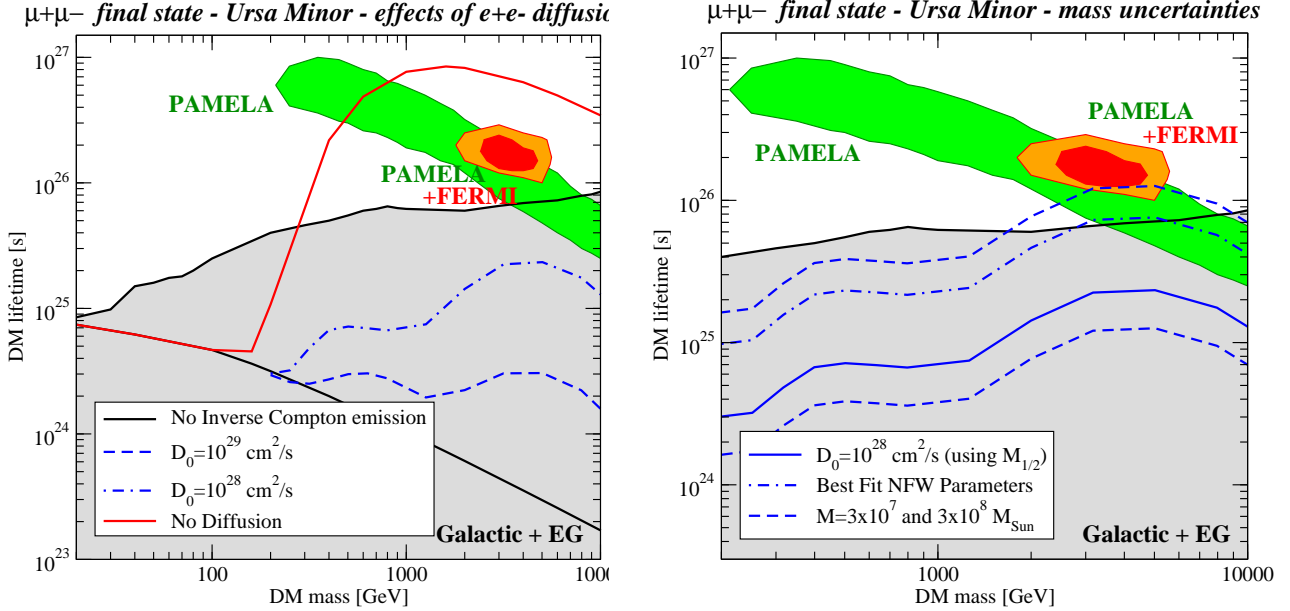 μ+μ− final state - Ursa Minor - effects of e+e- diffusio
10^27
10^26
10^25
10^24
10^23
DM lifetime [s]
PAMELA
PAMELA
+FERMI
No Inverse Compton emission
D_0=10^29 cm^2/s
D_0=10^28 cm^2/s
No Diffusion
Galactic + EG
100
1000
1000
DM mass [GeV]
μ+μ− final state - Ursa Minor - mass uncertainties
10^27
10^26
10^25
10^24
DM lifetime [s]
PAMELA
+FERMI
PAMELA
D_0=10^28 cm^2/s (using M_1/2)
Best Fit NFW Parameters
M=3x10^7 and 3x10^8 M_Sun
Galactic + EG
1000
10000
DM mass [GeV]